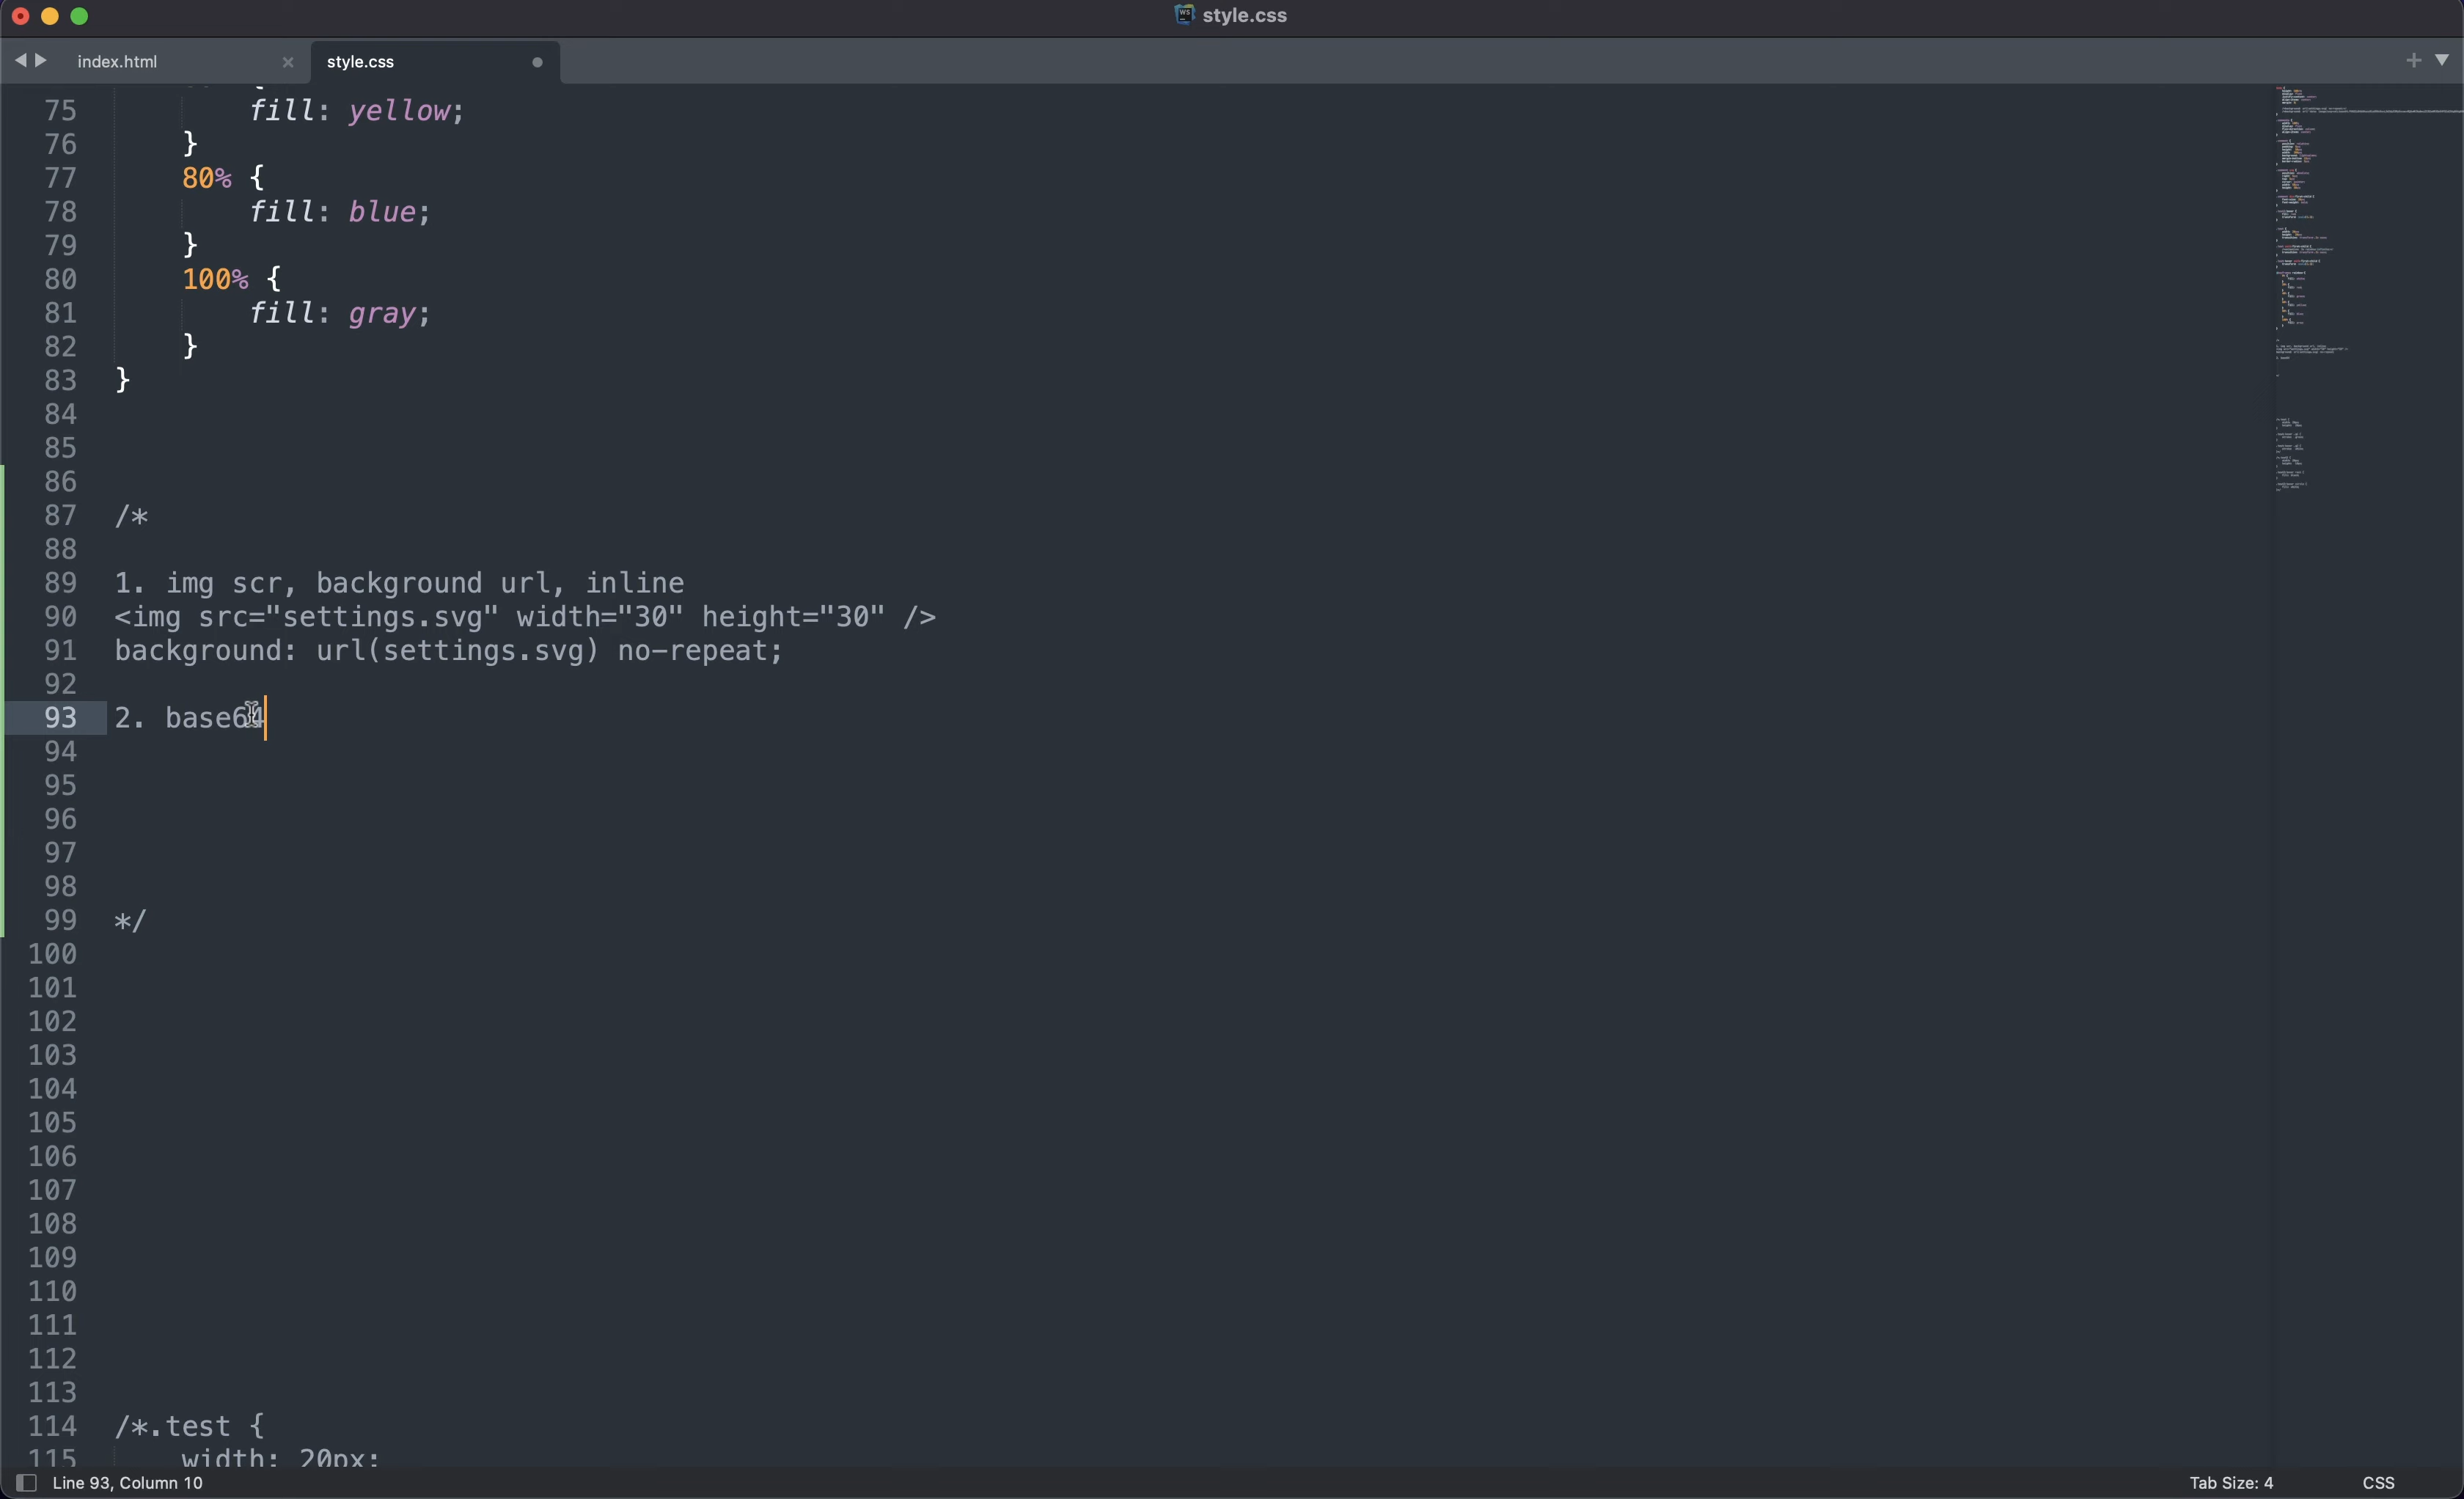 style.css
index.html
style.css
75 fill: yellow;
76 }
77 80% {
78 fill: blue;
79 }
80 100% {
81 fill: gray;
82 }
83 }
84
85
86
87 /*
88
89 1. img scr, background url, inline
90 <img src="settings.svg" width="30" height="30" />
91 background: url(settings.svg) no-repeat;
92
93 2. base64
94
95
96
97
98
99 */
100
101
102
103
104
105
106
107
108
109
110
111
112
113
114 /*.test {
115 width: 20px;
Line 93, Column 10
Tab Size: 4
CSS